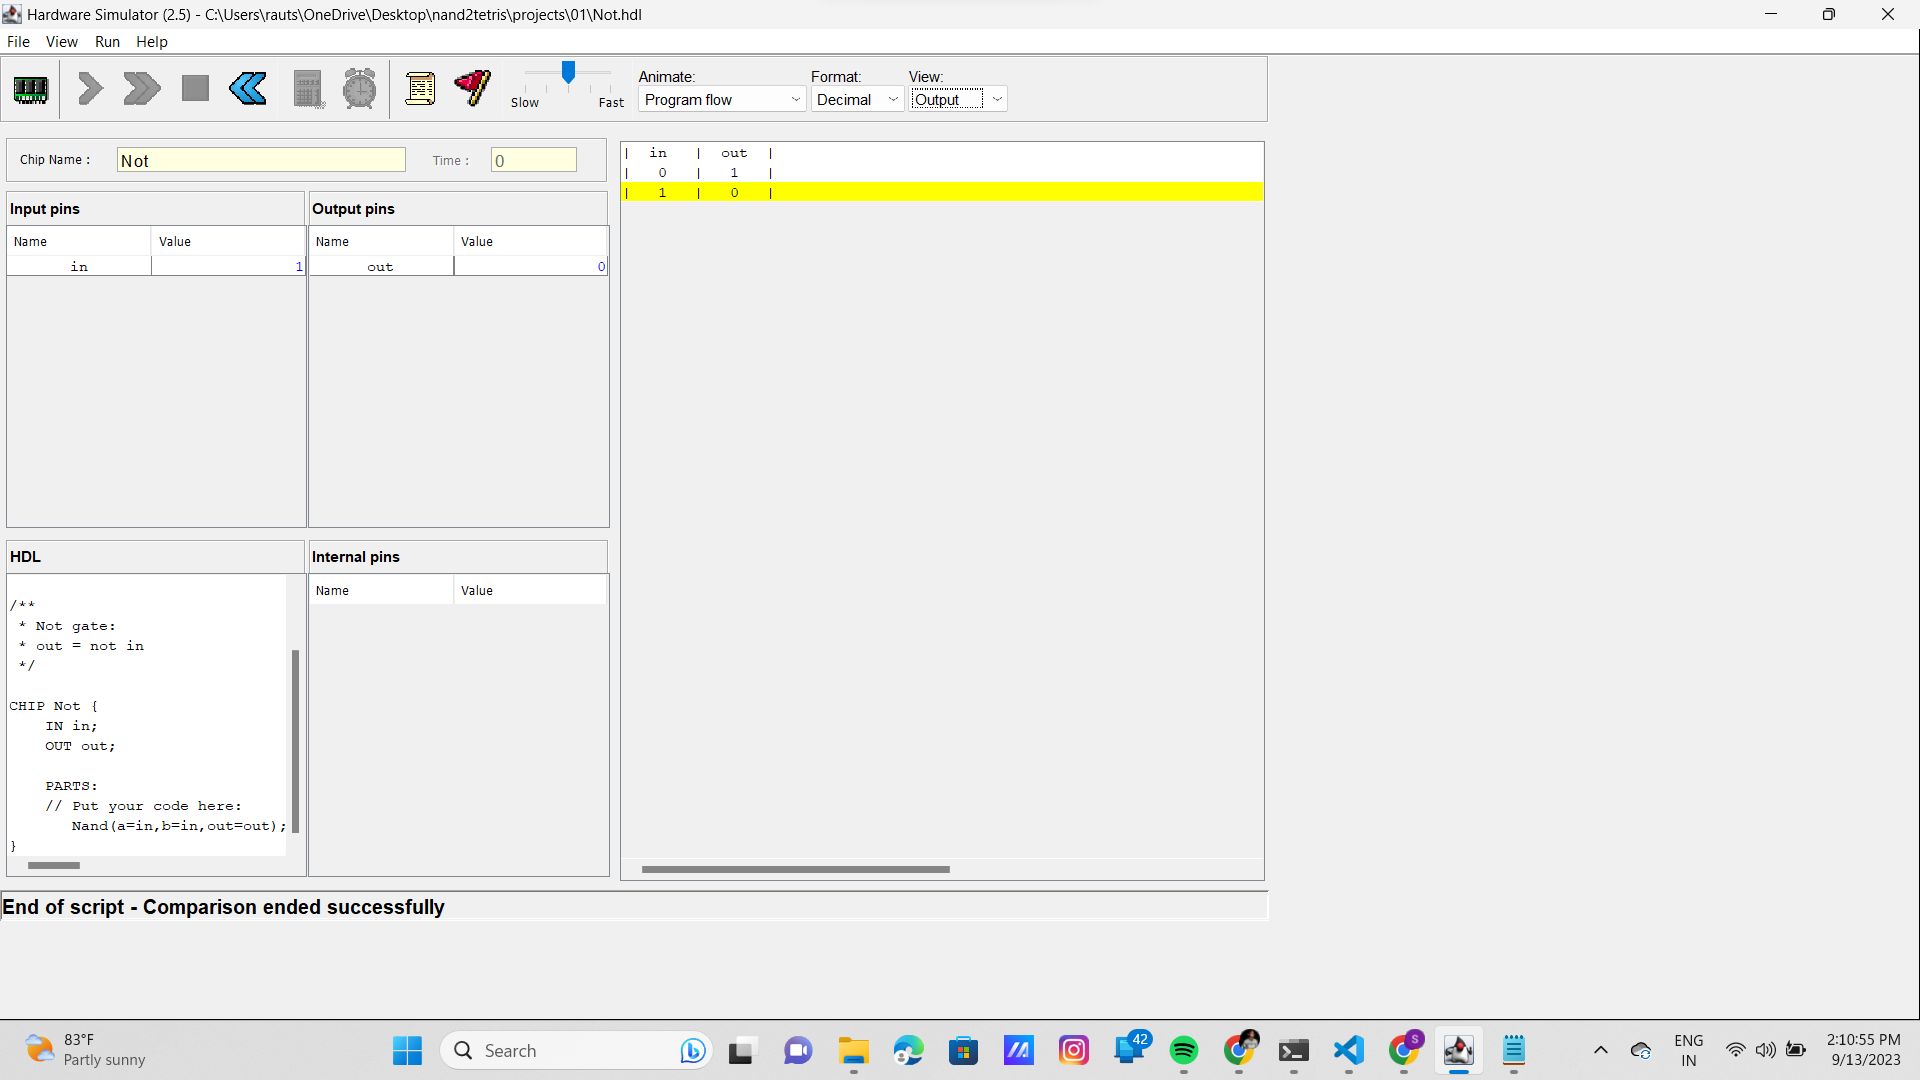 Hardware Simulator (2.5) - C:\Users\rauts\OneDrive\Desktop\nand2tetris\projects\01\Not.hdl
File View Run Help
Slow Fast
Animate:
Program flow
Format:
Decimal
View:
Output
Chip Name :
Not
Time :
0
Input pins
Name Value
in 1
Output pins
Name Value
out 0
HDL
/**
* Not gate:
* out = not in
*/
CHIP Not {
IN in;
OUT out;
PARTS:
// Put your code here:
Nand(a=in,b=in,out=out);
}
Internal pins
Name Value
| in | out |
| 0 | 1 |
| 1 | 0 |
End of script - Comparison ended successfully
83°F
Partly sunny
Search
42
S
ENG
IN
2:10:55 PM
9/13/2023